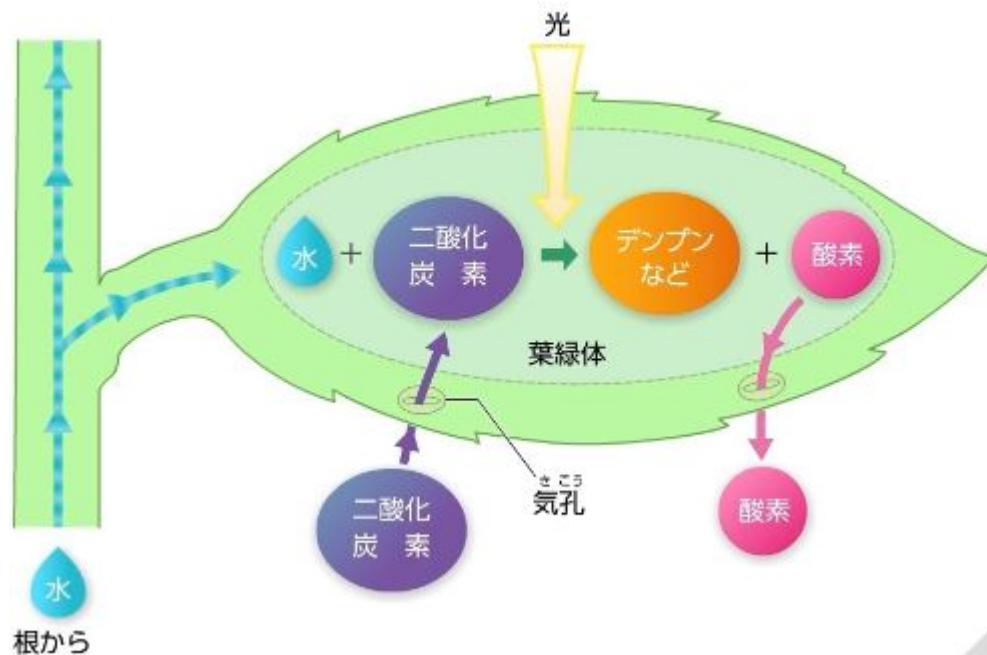 光
水
+
二酸化
炭 素
デンプン
など
+
酸素
葉緑体
きこう
気孔
二酸化
炭 素
酸素
水
根から